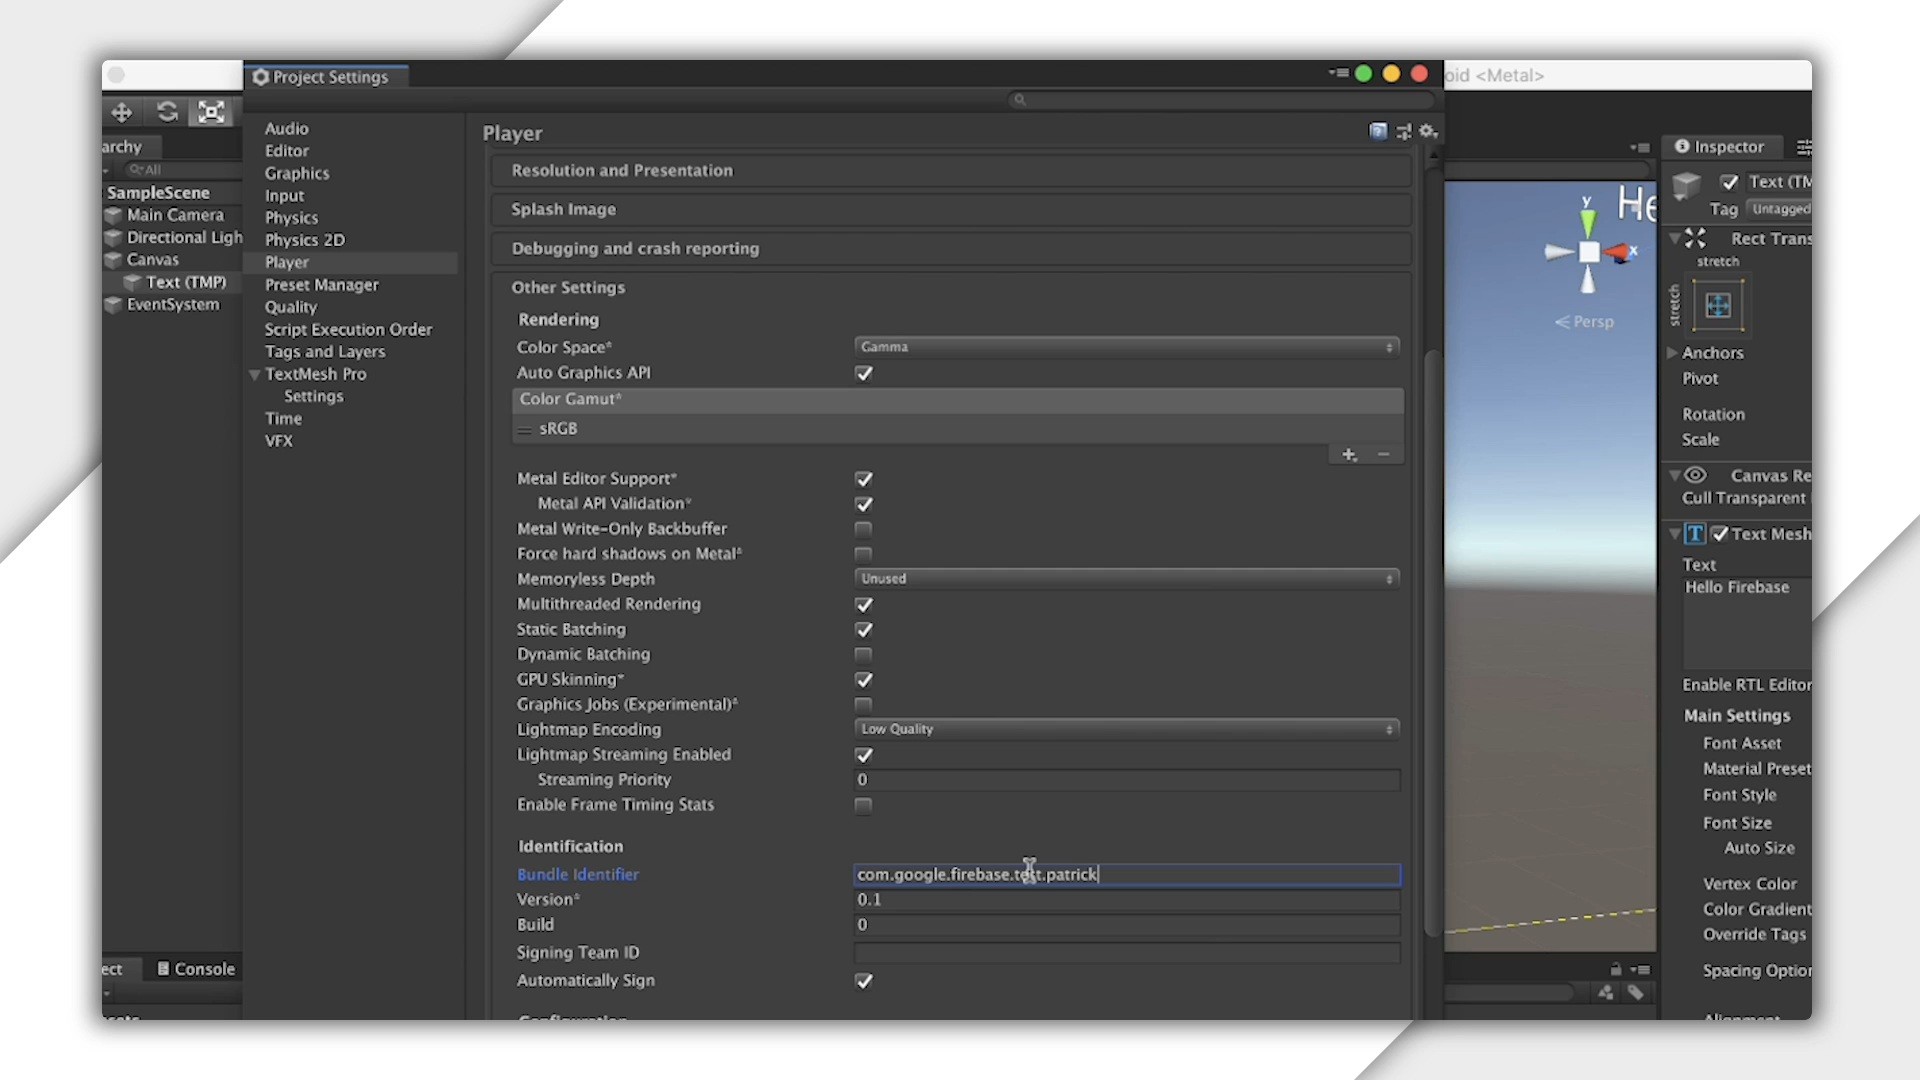 Project Settings
oid <Metal>
archy
All
SampleScene
Main Camera
Directional Ligh
Canvas
Text (TMP)
EventSystem
ect
Console
Audio
Editor
Graphics
Input
Physics
Physics 2D
Player
Preset Manager
Quality
Script Execution Order
Tags and Layers
TextMesh Pro
Settings
Time
VFX
Player
Resolution and Presentation
Splash Image
Debugging and crash reporting
Other Settings
Rendering
Color Space* Gamma
Auto Graphics API
Color Gamut*
= sRGB
Metal Editor Support*
Metal API Validation*
Metal Write-Only Backbuffer
Force hard shadows on Metal*
Memoryless Depth Unused
Multithreaded Rendering
Static Batching
Dynamic Batching
GPU Skinning*
Graphics Jobs (Experimental)*
Lightmap Encoding Low Quality
Lightmap Streaming Enabled
Streaming Priority 0
Enable Frame Timing Stats
Identification
Bundle Identifier com.google.firebase.test.patrick
Version* 0.1
Build 0
Signing Team ID
Automatically Sign
Configuration
He
y
x
< Persp
Inspector
Text (TM
Tag Untagged
Rect Trans
stretch
stretch
Anchors
Pivot
Rotation
Scale
Canvas Re
Cull Transparent
T Text Mesh
Text
Hello Firebase
Enable RTL Editor
Main Settings
Font Asset
Material Preset
Font Style
Font Size
Auto Size
Vertex Color
Color Gradient
Override Tags
Spacing Option
Alignment